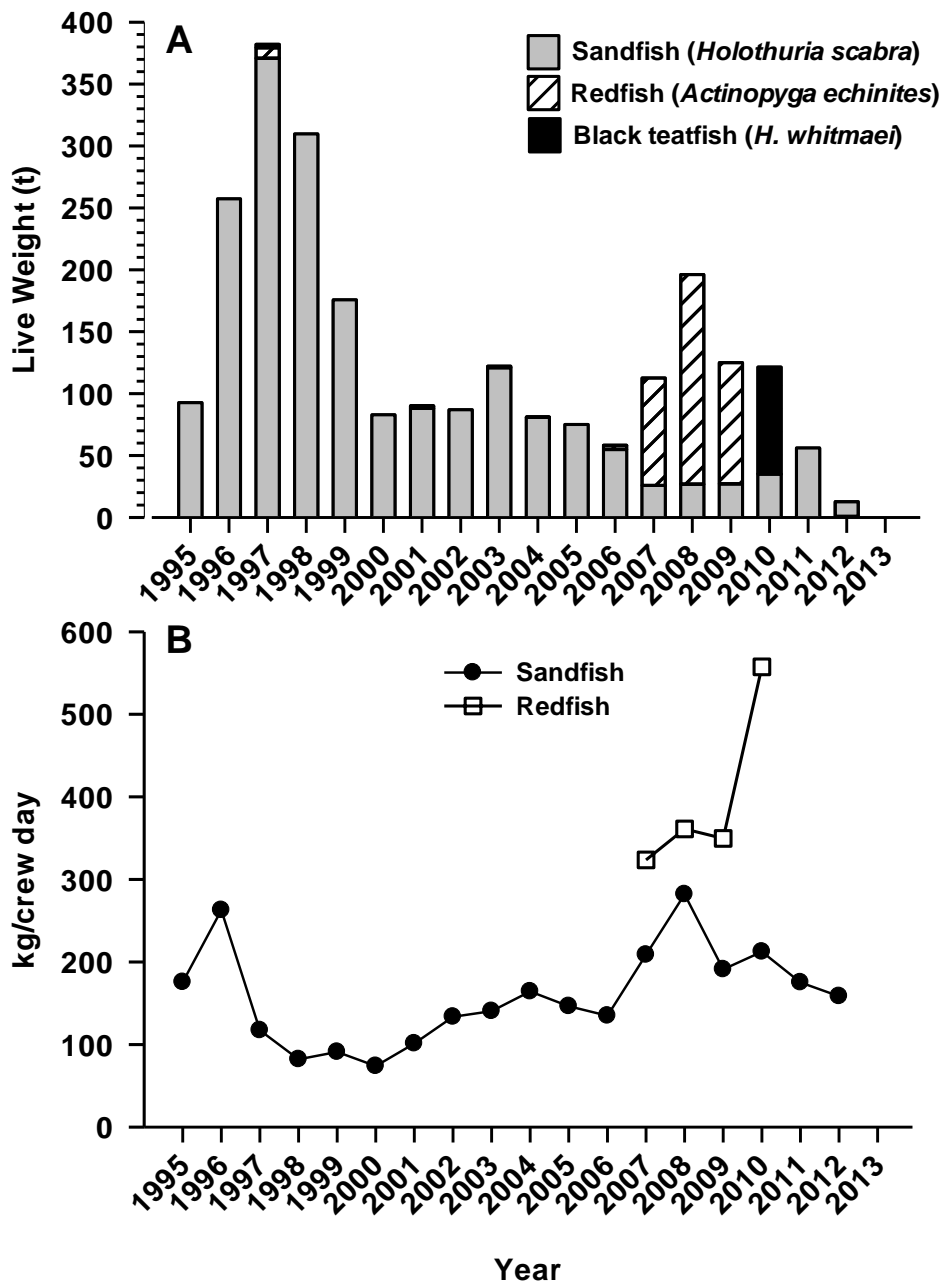 A
400
350
300
250
200
150
100
50
0
Live Weight (t)
Sandfish (Holothuria scabra)
Redfish (Actinopyga echinites)
Black teatfish (H. whitmaei)
1995 1996 1997 1998 1999 2000 2001 2002 2003 2004 2005 2006 2007 2008 2009 2010 2011 2012 2013
B
600
500
400
300
200
100
0
kg/crew day
Sandfish
Redfish
1995 1996 1997 1998 1999 2000 2001 2002 2003 2004 2005 2006 2007 2008 2009 2010 2011 2012 2013
Year